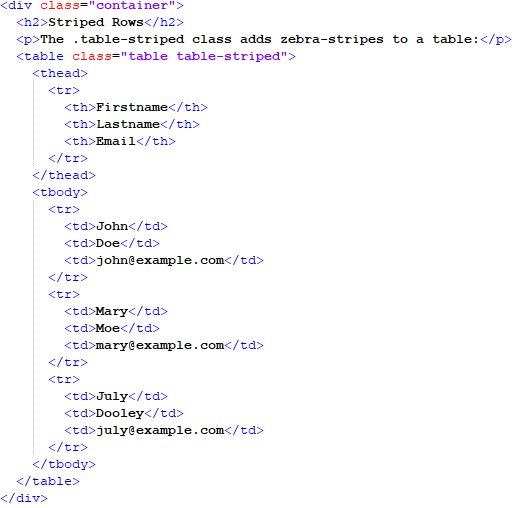 <div class="container">
  <h2>Striped Rows</h2>
  <p>The .table-striped class adds zebra-stripes to a table:</p>
  <table class="table table-striped">
    <thead>
      <tr>
        <th>Firstname</th>
        <th>Lastname</th>
        <th>Email</th>
      </tr>
    </thead>
    <tbody>
      <tr>
        <td>John</td>
        <td>Doe</td>
        <td>john@example.com</td>
      </tr>
      <tr>
        <td>Mary</td>
        <td>Moe</td>
        <td>mary@example.com</td>
      </tr>
      <tr>
        <td>July</td>
        <td>Dooley</td>
        <td>july@example.com</td>
      </tr>
    </tbody>
  </table>
</div>